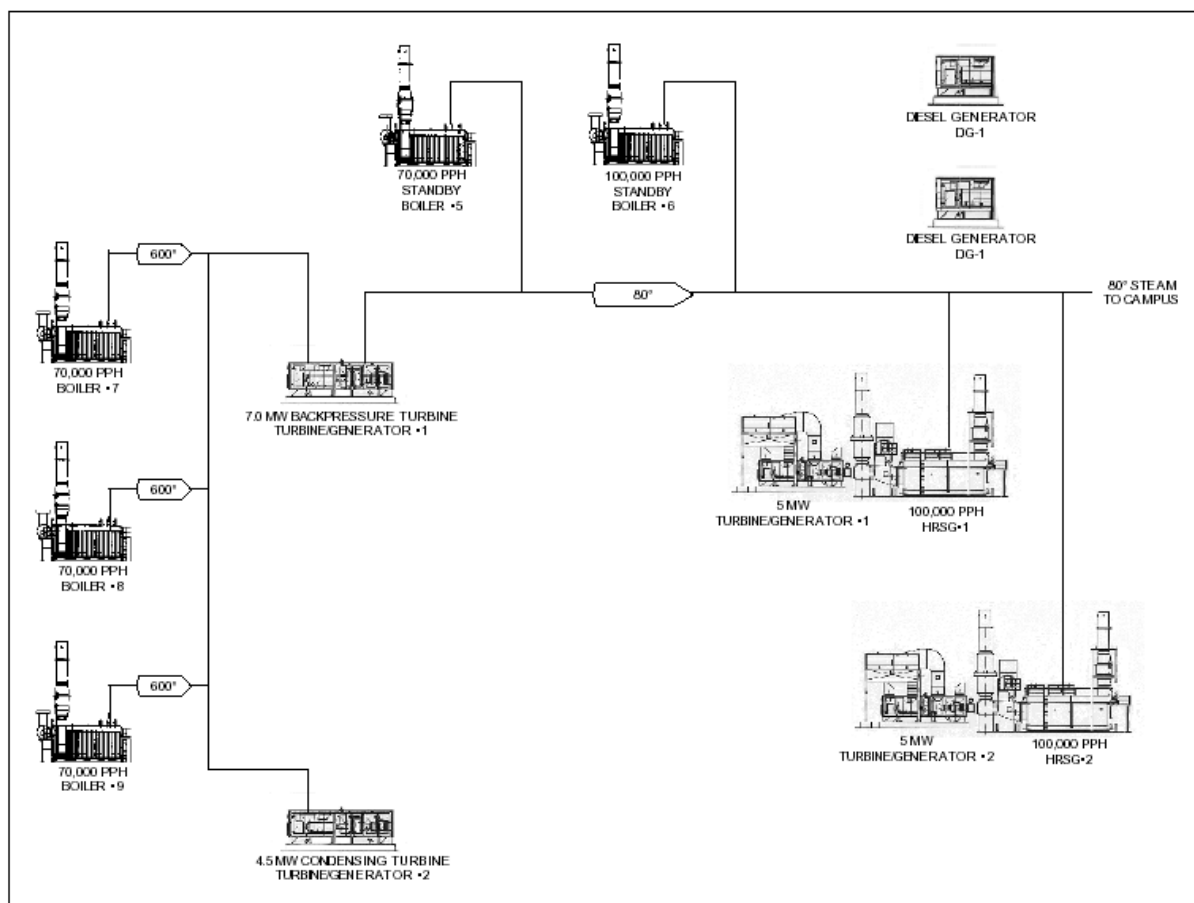 70,000 PPH
STANDBY
BOILER •5
100,000 PPH
STANDBY
BOILER •6
DIESEL GENERATOR
DG-1
DIESEL GENERATOR
DG-1
600"
70,000 PPH
BOILER •7
80"
80" STEAM
TO CAMPUS
7.0 MW BACKPRESSURE TURBINE
TURBINE/GENERATOR •1
600"
70,000 PPH
BOILER •8
5 MW
TURBINE/GENERATOR •1
100,000 PPH
HRSG•1
600"
70,000 PPH
BOILER •9
5 MW
TURBINE/GENERATOR •2
100,000 PPH
HRSG•2
4.5 MW CONDENSING TURBINE
TURBINE/GENERATOR •2